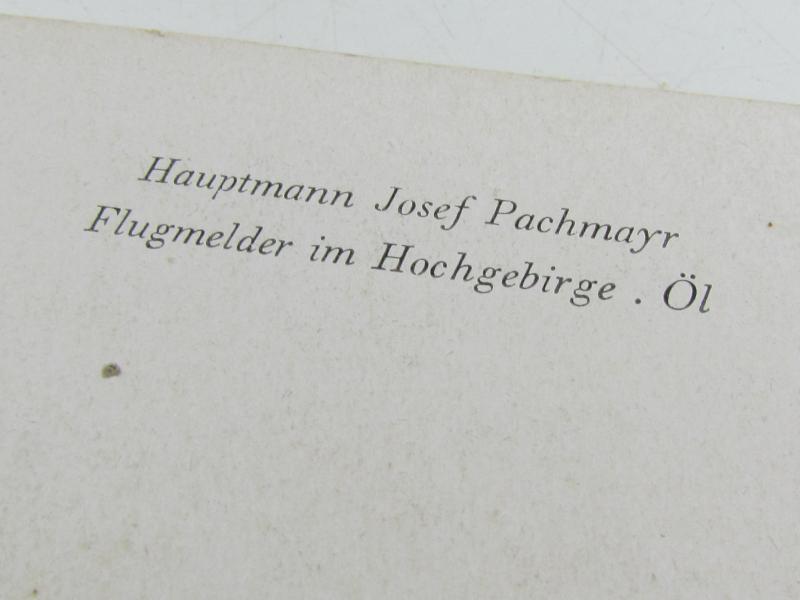 Hauptmann Josef Pachmayr
Flugmelder im Hochgebirge . Öl